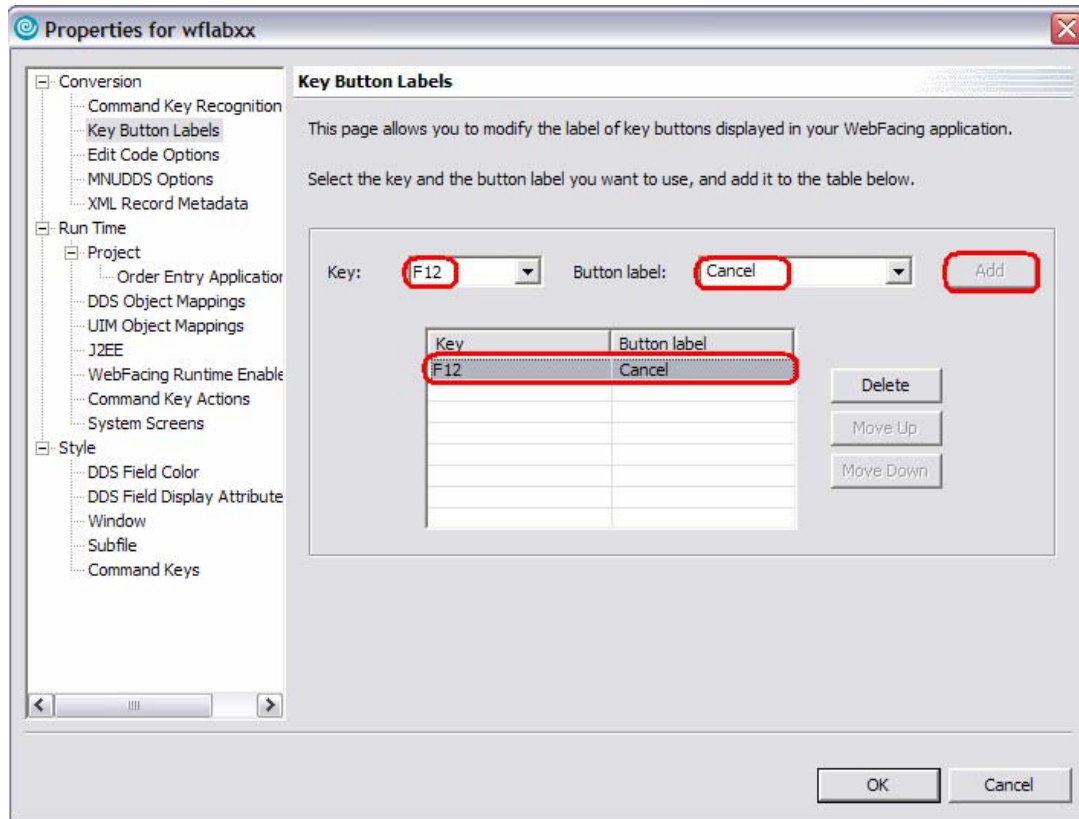 Properties for wflabxx
Conversion
Command Key Recognition
Key Button Labels
Edit Code Options
MNUDDS Options
XML Record Metadata
Run Time
Project
Order Entry Application
DDS Object Mappings
UIM Object Mappings
J2EE
WebFacing Runtime Enable
Command Key Actions
System Screens
Style
DDS Field Color
DDS Field Display Attribute
Window
Subfile
Command Keys
Key Button Labels
This page allows you to modify the label of key buttons displayed in your WebFacing application.
Select the key and the button label you want to use, and add it to the table below.
Key: F12 Button label: Cancel Add
Key Button label
F12 Cancel
Delete
Move Up
Move Down
OK Cancel